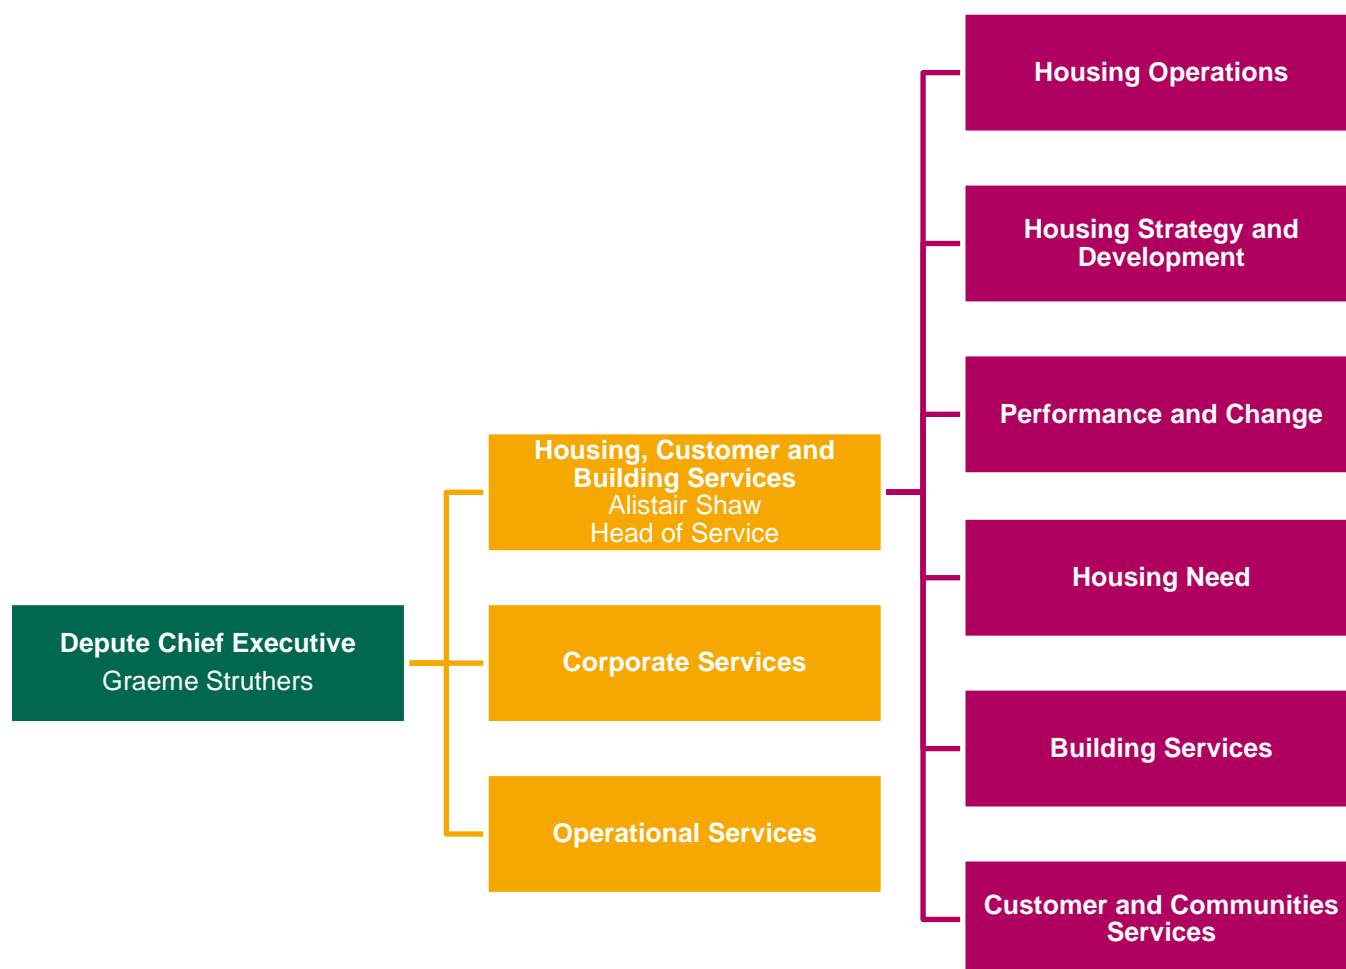 Depute Chief Executive
Graeme Struthers
Housing, Customer and
Building Services
Alistair Shaw
Head of Service
Corporate Services
Operational Services
Housing Operations
Housing Strategy and
Development
Performance and Change
Housing Need
Building Services
Customer and Communities
Services